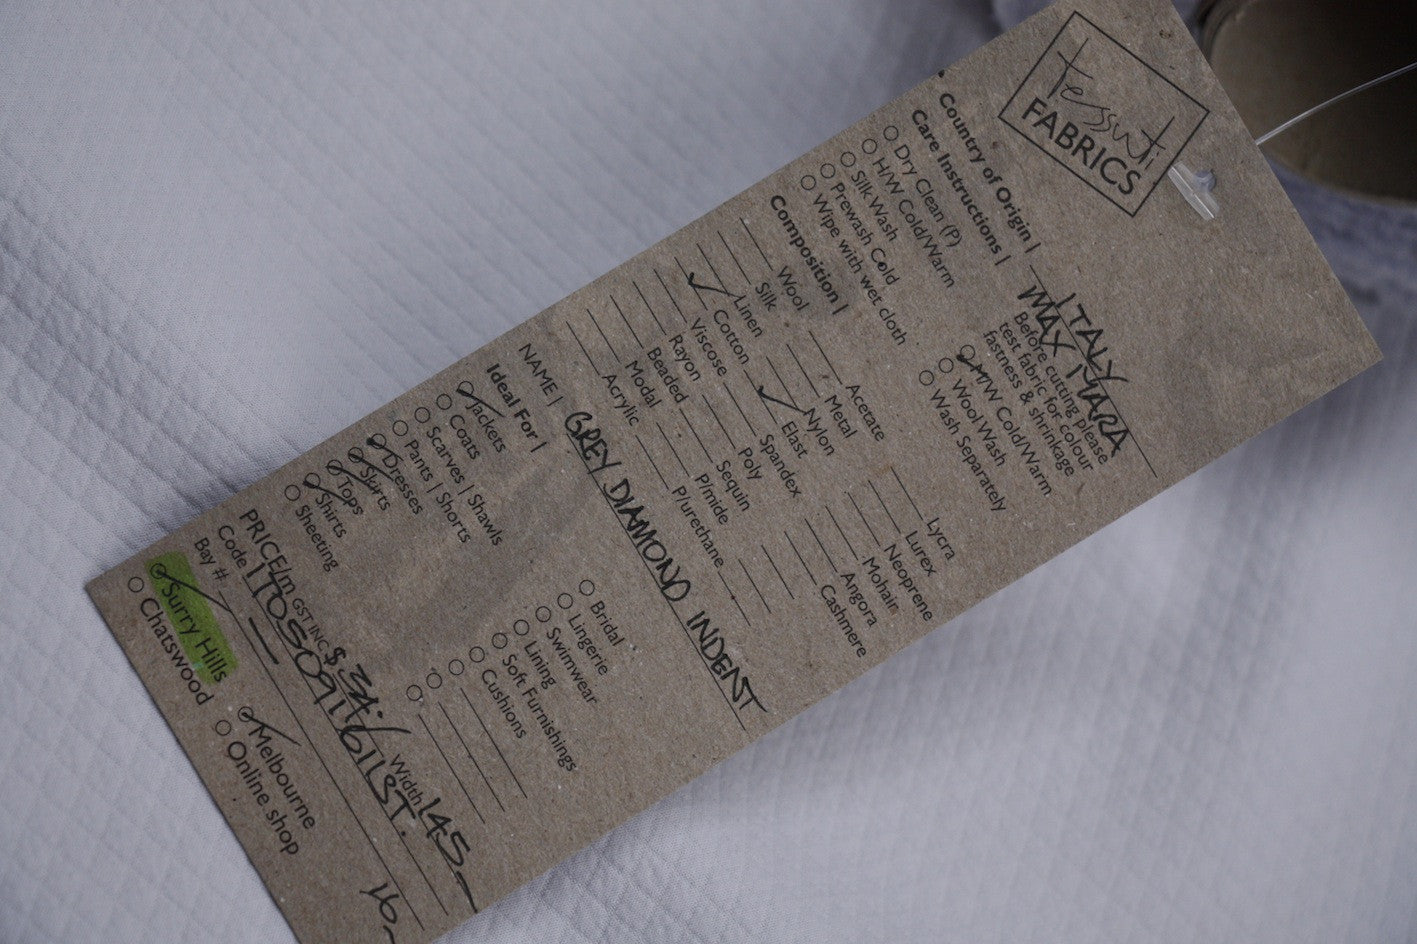 Tessuti
FABRICS
Country of Origin | ITALY
MAX MARA
Care Instructions | Before cutting please
test fabric for colour
fastness & shrinkage
Dry Clean (P)
H/W Cold/Warm
Silk Wash
Prewash Cold
Wipe with wet cloth
H/W Cold/Warm
Wool Wash
Wash Separately
Composition |
Wool
Silk
Linen
Cotton
Viscose
Rayon
Beaded
Modal
Acrylic
Acetate
Metal
Nylon
Elast
Spandex
Poly
Sequin
P/mide
P/urethane
Lycra
Lurex
Neoprene
Mohair
Angora
Cashmere
NAME | GREY DIAMOND INDENT
Ideal For |
Jackets
Coats
Scarves | Shawls
Pants | Shorts
Dresses
Skirts
Tops
Shirts
Sheeting
Bridal
Lingerie
Swimwear
Lining
Soft Furnishings
Cushions
PRICE/m GST INC $ 34.⁄ Width 145
Code
Bay #
Surry Hills
Melbourne
Chatswood
Online shop